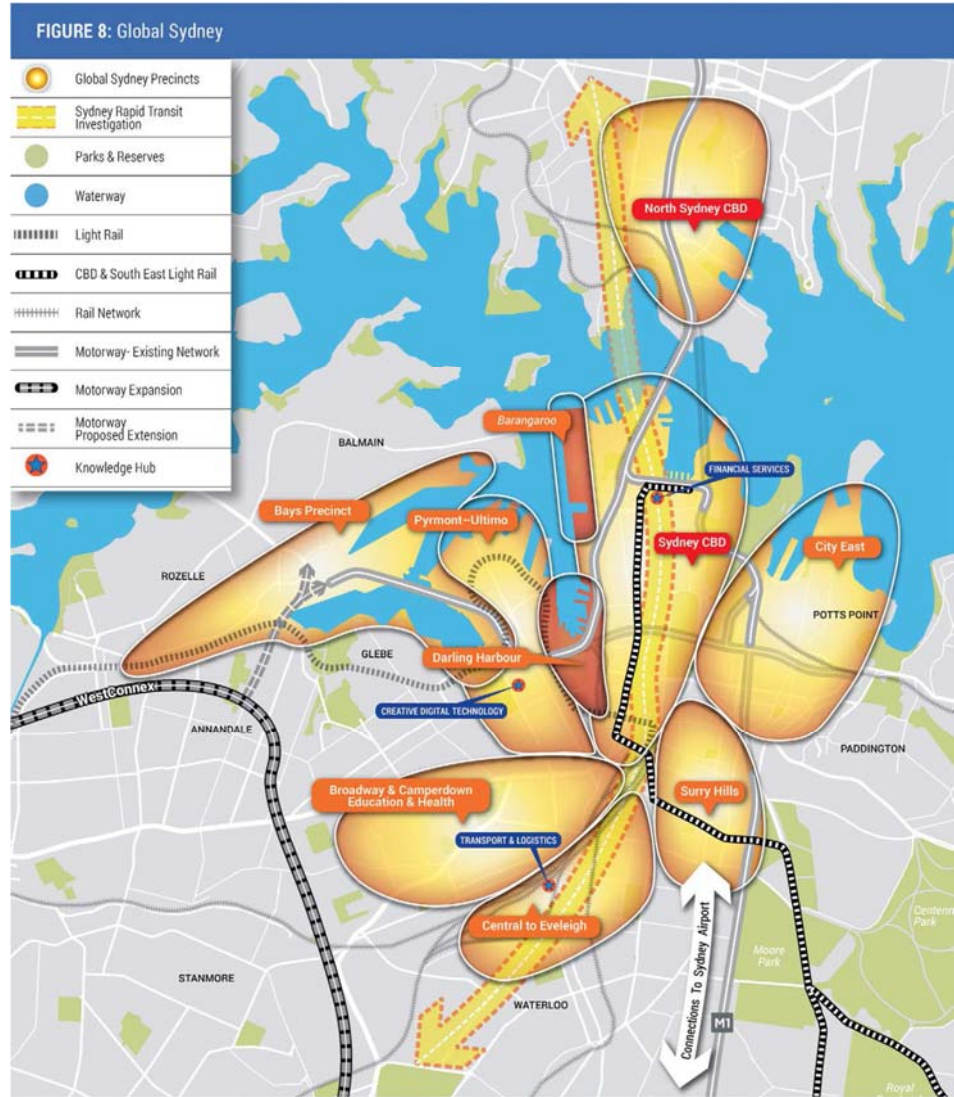 FIGURE 8: Global Sydney
Global Sydney Precincts
Sydney Rapid Transit
Investigation
Parks & Reserves
Waterway
Light Rail
CBD & South East Light Rail
Rail Network
Motorway- Existing Network
Motorway Expansion
Motorway
Proposed Extension
Knowledge Hub
North Sydney CBD
Barangaroo
BALMAIN
FINANCIAL SERVICES
Bays Precinct
Pyrmont–Ultimo
Sydney CBD
City East
ROZELLE
POTTS POINT
GLEBE
Darling Harbour
WestConnex
CREATIVE DIGITAL TECHNOLOGY
ANNANDALE
PADDINGTON
Broadway & Camperdown
Education & Health
Surry Hills
TRANSPORT & LOGISTICS
Central to Eveleigh
Centenn
Park
Moore
Park
STANMORE
WATERLOO
Connections To Sydney Airport
M1
Royal